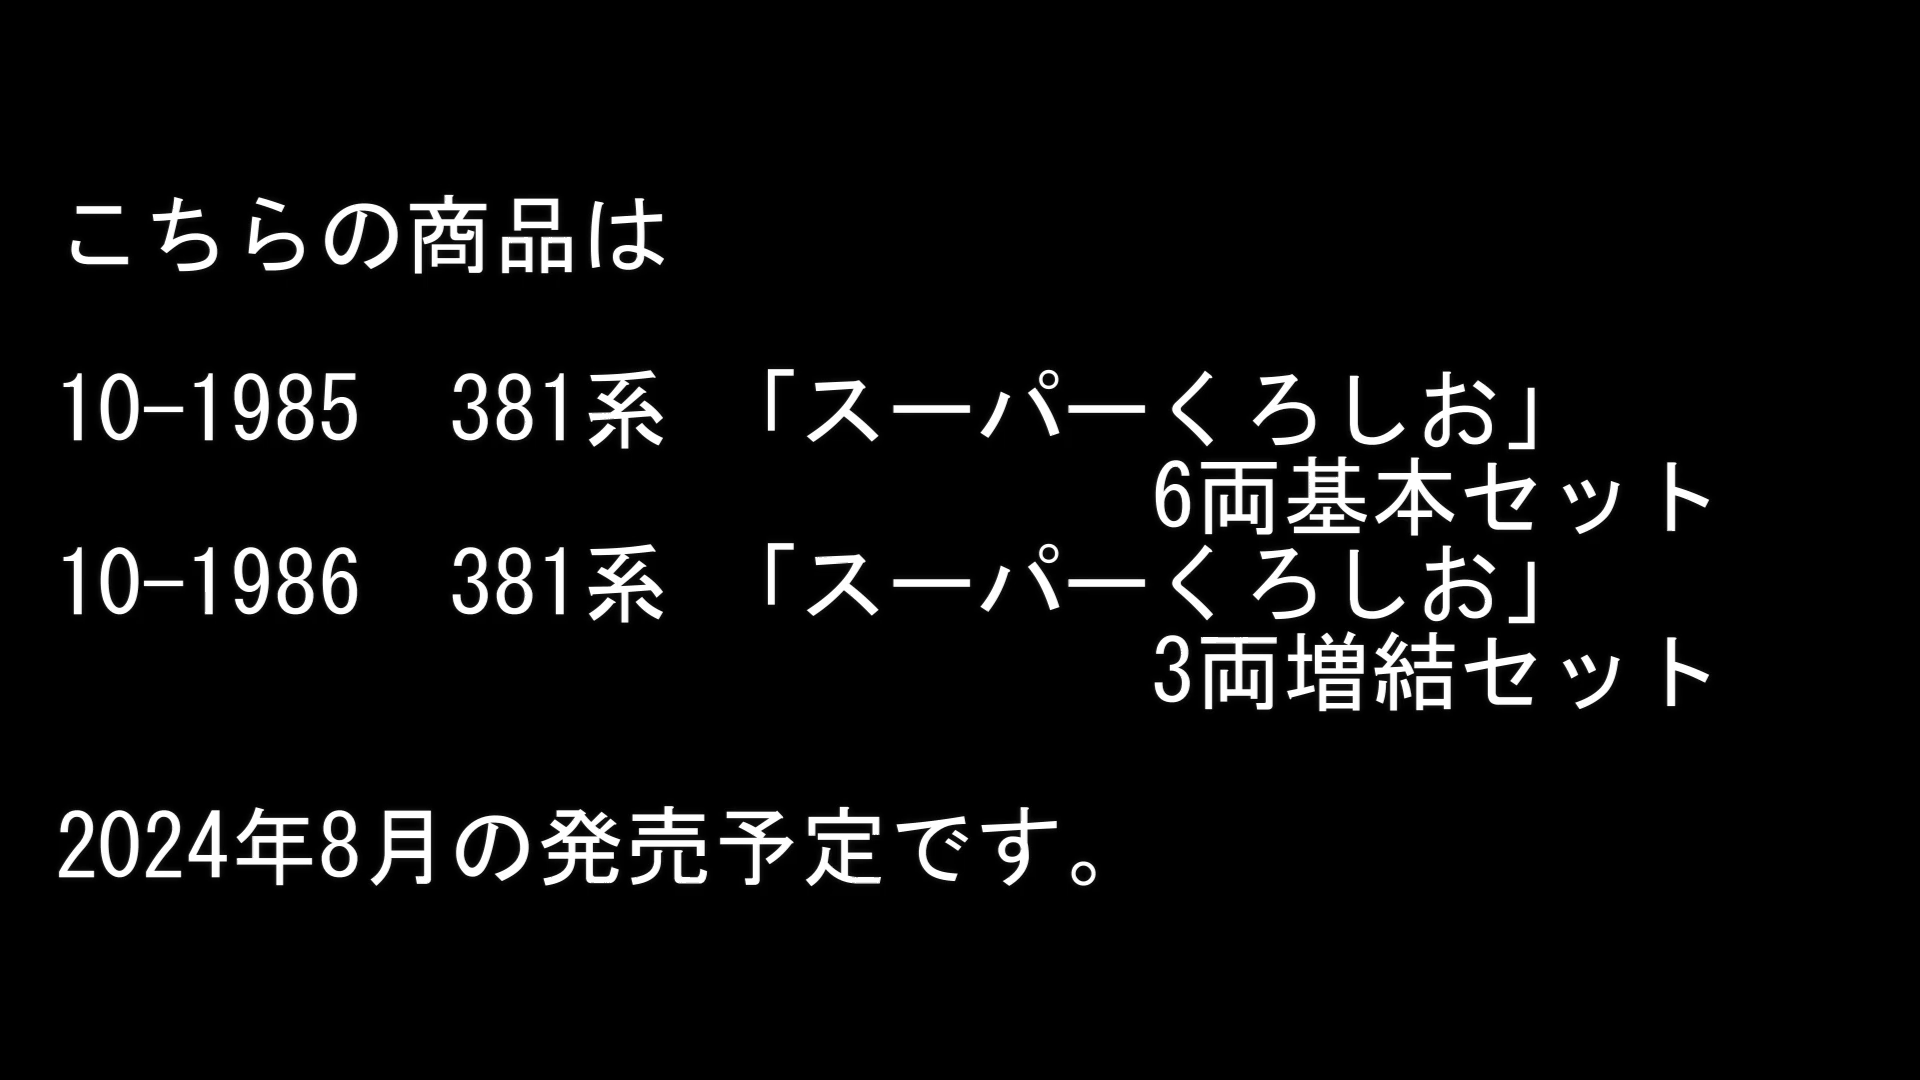 こちらの商品は
10-1985　381系　「スーパーくろしお」
6両基本セット
10-1986　381系　「スーパーくろしお」
3両増結セット
2024年8月の発売予定です。